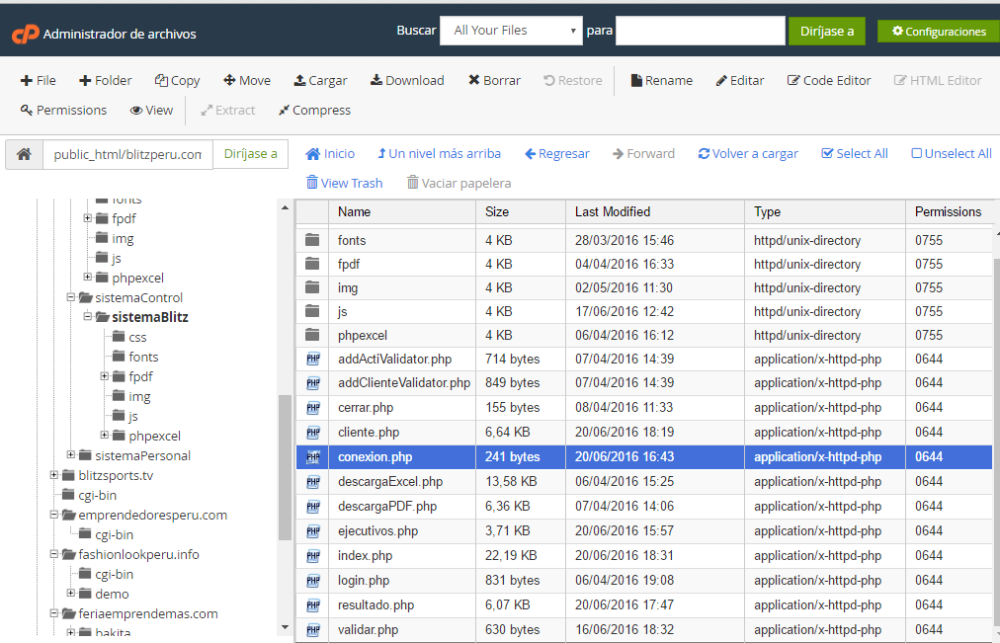 cP Administrador de archivos
Buscar All Your Files para Diríjase a Configuraciones
File Folder Copy Move Cargar Download Borrar Restore Rename Editar Code Editor HTML Editor
Permissions View Extract Compress
public_html/blitzperu.com Diríjase a Inicio Un nivel más arriba Regresar Forward Volver a cargar Select All Unselect All
View Trash Vaciar papelera
fonts
fpdf
img
js
phpexcel
sistemaControl
sistemaBlitz
css
fonts
fpdf
img
js
phpexcel
sistemaPersonal
blitzsports.tv
cgi-bin
emprendedoresperu.com
cgi-bin
fashionlookperu.info
cgi-bin
demo
feriaemprendemas.com
bakita
Name Size Last Modified Type Permissions
fonts 4 KB 28/03/2016 15:46 httpd/unix-directory 0755
fpdf 4 KB 04/04/2016 16:33 httpd/unix-directory 0755
img 4 KB 02/05/2016 11:30 httpd/unix-directory 0755
js 4 KB 17/06/2016 12:42 httpd/unix-directory 0755
phpexcel 4 KB 06/04/2016 16:12 httpd/unix-directory 0755
PHP addActiValidator.php 714 bytes 07/04/2016 14:39 application/x-httpd-php 0644
PHP addClienteValidator.php 849 bytes 07/04/2016 14:39 application/x-httpd-php 0644
PHP cerrar.php 155 bytes 08/04/2016 11:33 application/x-httpd-php 0644
PHP cliente.php 6,64 KB 20/06/2016 18:19 application/x-httpd-php 0644
PHP conexion.php 241 bytes 20/06/2016 16:43 application/x-httpd-php 0644
PHP descargaExcel.php 13,58 KB 06/04/2016 15:25 application/x-httpd-php 0644
PHP descargaPDF.php 6,36 KB 07/04/2016 14:06 application/x-httpd-php 0644
PHP ejecutivos.php 3,71 KB 20/06/2016 15:57 application/x-httpd-php 0644
PHP index.php 22,19 KB 20/06/2016 18:31 application/x-httpd-php 0644
PHP login.php 831 bytes 06/04/2016 19:08 application/x-httpd-php 0644
PHP resultado.php 6,07 KB 20/06/2016 17:47 application/x-httpd-php 0644
PHP validar.php 630 bytes 16/06/2016 18:32 application/x-httpd-php 0644